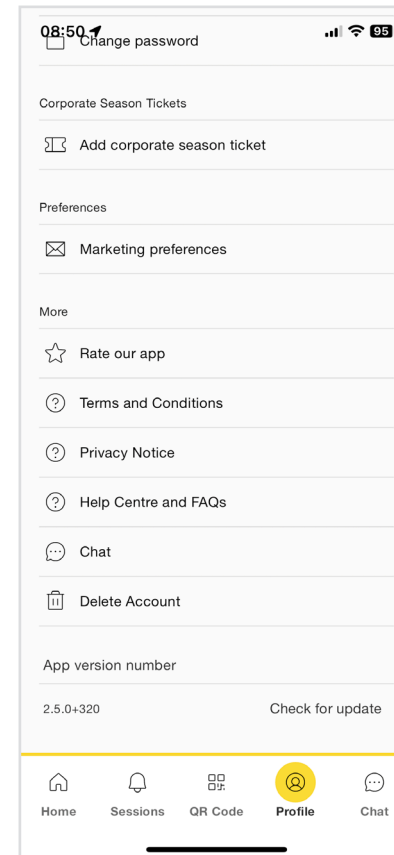 08:50 95
Change password
Corporate Season Tickets
Add corporate season ticket
Preferences
Marketing preferences
More
Rate our app
Terms and Conditions
Privacy Notice
Help Centre and FAQs
Chat
Delete Account
App version number
2.5.0+320 Check for update
Home Sessions QR Code Profile Chat